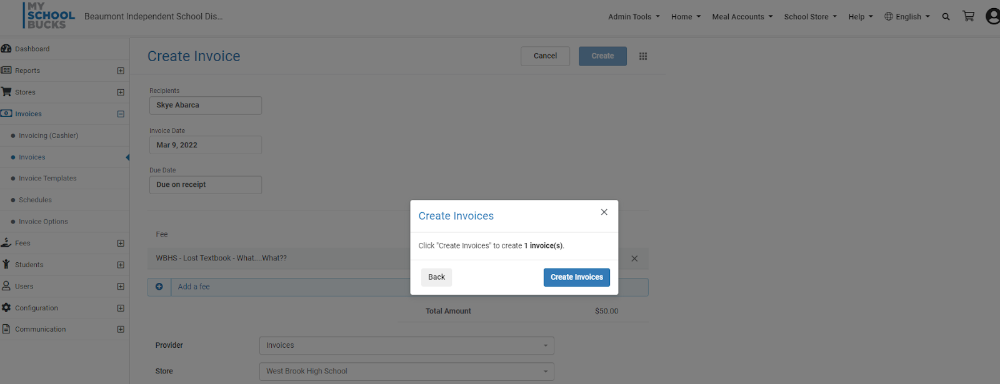 MY
SCHOOL
BUCKS
Beaumont Independent School Dis...
Admin Tools Home Meal Accounts School Store Help English
Dashboard
Reports
Stores
Invoices
Invoicing (Cashier)
Invoices
Invoice Templates
Schedules
Invoice Options
Fees
Students
Users
Configuration
Communication
Create Invoice
Cancel Create
Recipients
Skye Abarca
Invoice Date
Mar 9, 2022
Due Date
Due on receipt
Fee
WBHS - Lost Textbook - What....What??
Add a fee
Total Amount $50.00
Provider Invoices
Store West Brook High School
Create Invoices
Click "Create Invoices" to create 1 invoice(s).
Back Create Invoices